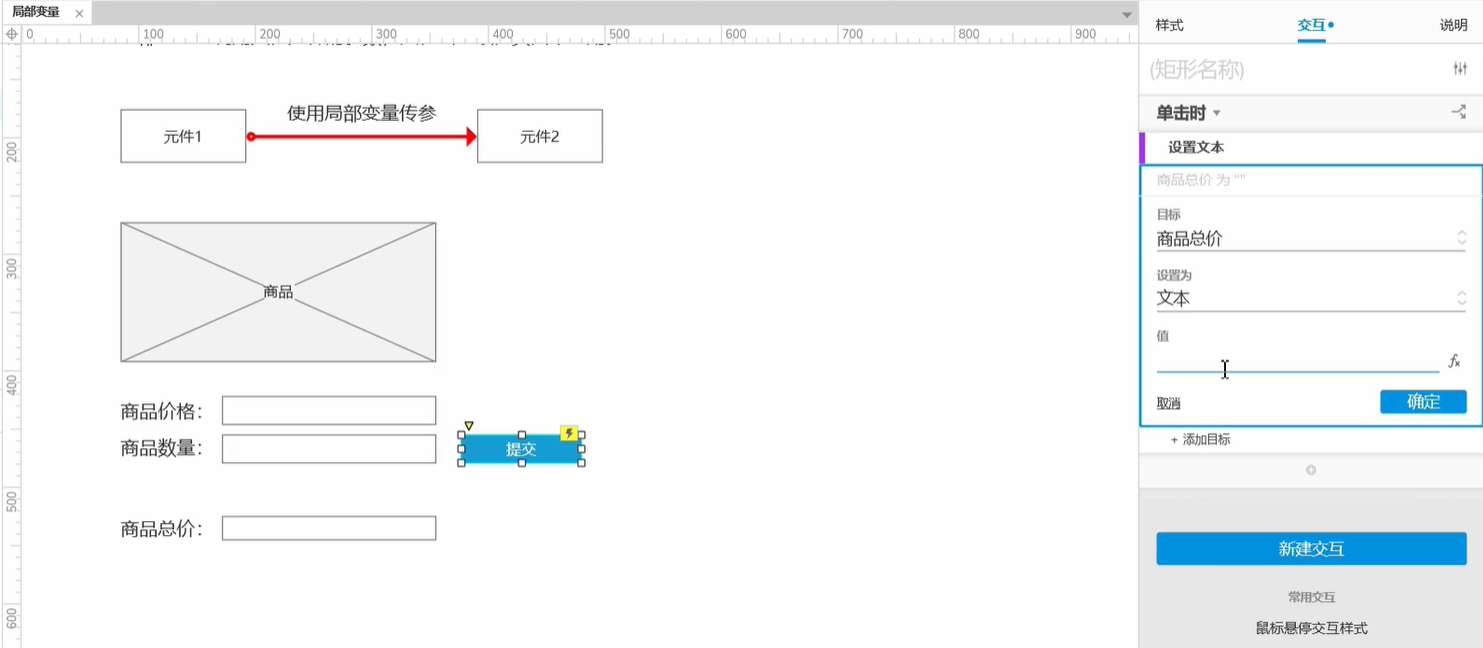 局部变量
样式 交互 说明
0 100 200 300 400 500 600 700 800 900
(矩形名称)
单击时
使用局部变量传参
元件1 元件2
设置文本
商品总价 为 ""
目标
商品总价
设置为
文本
值
fx
取消 确定
+ 添加目标
商品
商品价格：
商品数量：
提交
商品总价：
200
300
400
500
600
新建交互
常用交互
鼠标悬停交互样式